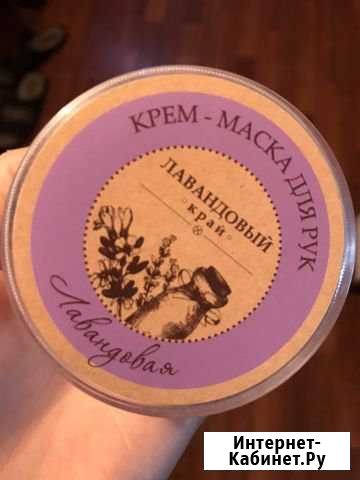 КРЕМ - МАСКА ДЛЯ РУК
ЛАВАНДОВЫЙ
край
Лавандовая
Интернет-
Кабинет.Ру